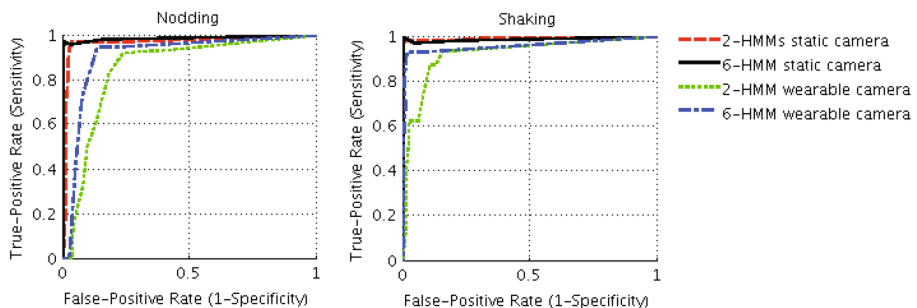 Nodding
True-Positive Rate (Sensitivity)
1
0.8
0.6
0.4
0.2
0
0
0.5
1
False-Positive Rate (1-Specificity)
Shaking
True-Positive Rate (Sensitivity)
1
0.8
0.6
0.4
0.2
0
0
0.5
1
False-Positive Rate (1-Specificity)
2-HMMs static camera
6-HMM static camera
2-HMM wearable camera
6-HMM wearable camera